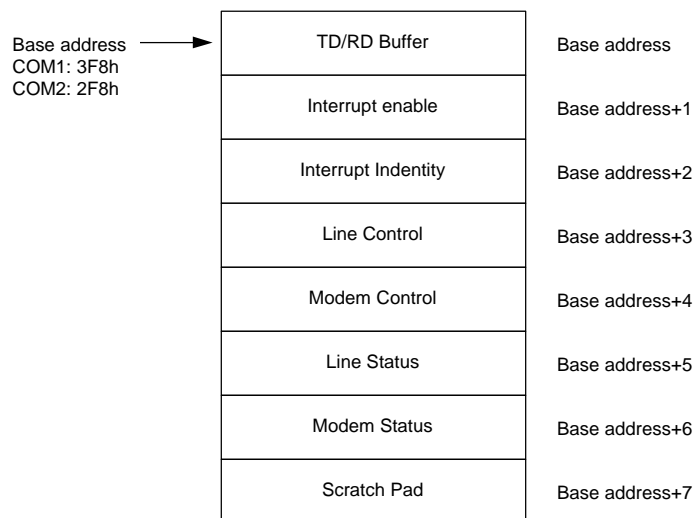 Base address
COM1: 3F8h
COM2: 2F8h
TD/RD Buffer
Base address
Interrupt enable
Base address+1
Interrupt Indentity
Base address+2
Line Control
Base address+3
Modem Control
Base address+4
Line Status
Base address+5
Modem Status
Base address+6
Scratch Pad
Base address+7